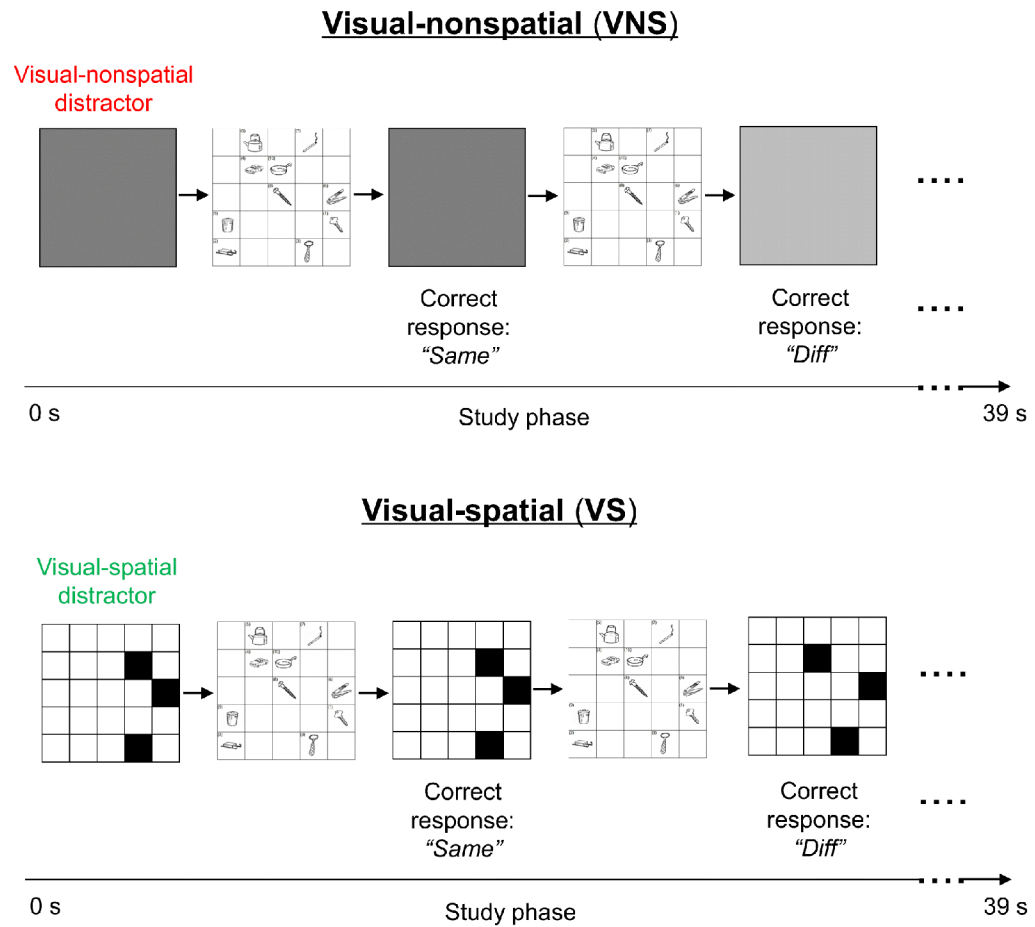 Visual-nonspatial (VNS)
Visual-nonspatial
distractor
Correct
response:
“Same”
Correct
response:
“Diff”
0 s
Study phase
39 s
Visual-spatial (VS)
Visual-spatial
distractor
Correct
response:
“Same”
Correct
response:
“Diff”
0 s
Study phase
39 s